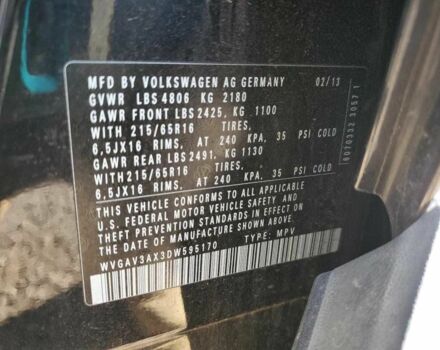 MFD BY VOLKSWAGEN AG GERMANY 02/13
GVWR LBS 4806 KG 2180
GAWR FRONT LBS 2425, KG 1100
WITH 215/65R16 TIRES,
6,5JX16 RIMS, AT 240 KPA, 35 PSI COLD
GAWR REAR LBS 2491, KG 1130
WITH 215/65R16 TIRES,
6,5JX16 RIMS, AT 240 KPA, 35 PSI COLD
THIS VEHICLE CONFORMS TO ALL APPLICABLE
U.S. FEDERAL MOTOR VEHICLE SAFETY AND
THEFT PREVENTION STANDARDS IN EFFECT ON
THE DATE OF MANUFACTURE SHOWN ABOVE.
WVGAV3AX3DW595170 TYPE: MPV
6070332 3057 1